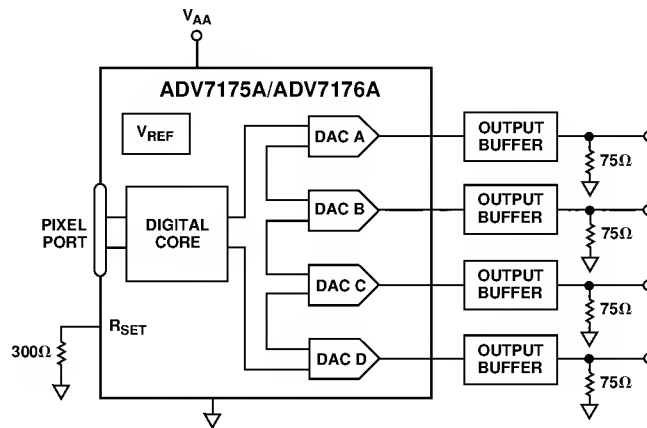 VAA
ADV7175A/ADV7176A
VREF
DAC A
OUTPUT
BUFFER
75Ω
PIXEL
PORT
DIGITAL
CORE
DAC B
OUTPUT
BUFFER
75Ω
DAC C
OUTPUT
BUFFER
75Ω
RSET
300Ω
DAC D
OUTPUT
BUFFER
75Ω